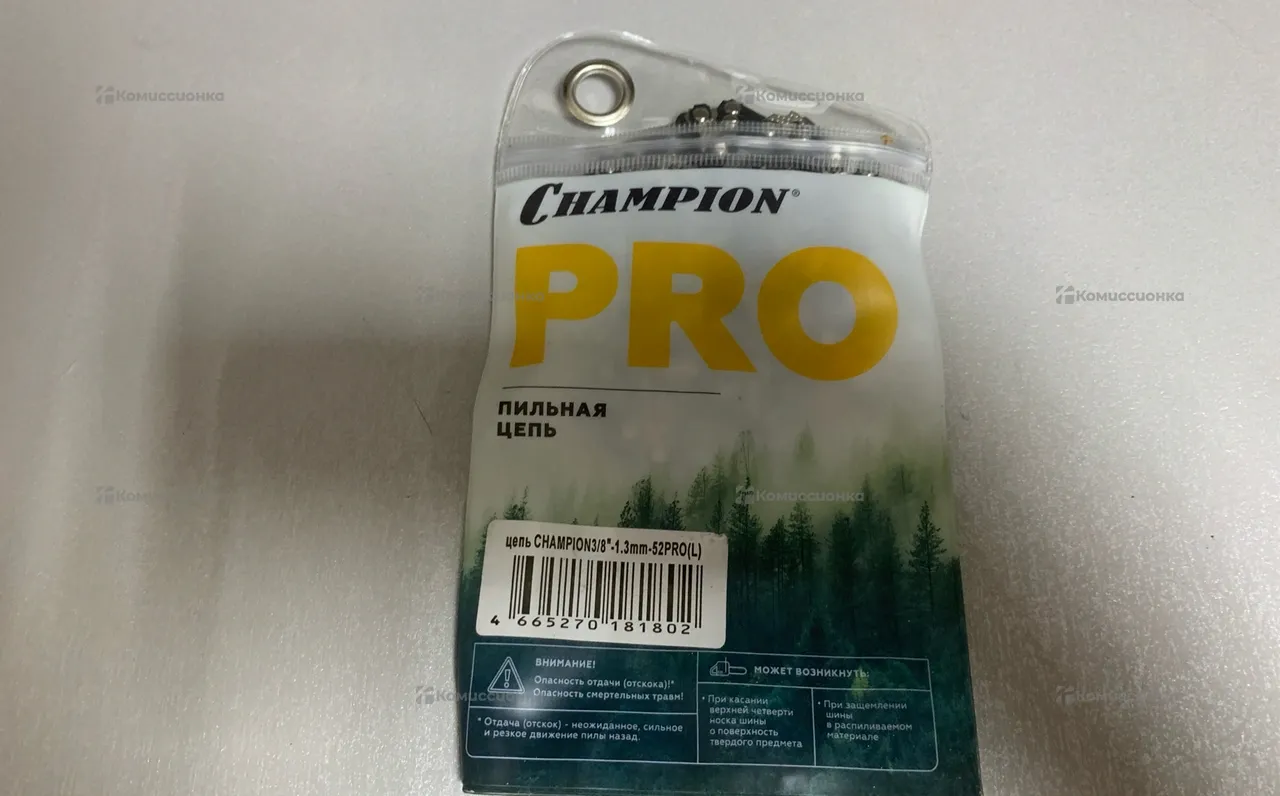 Комиссионка
Комиссионка
CHAMPION®
PRO
Комиссионка
ПИЛЬНАЯ
ЦЕПЬ
Комиссионка
Комиссионка
цепь CHAMPION3/8"-1.3mm-52PRO(L)
4 665270 181802
ВНИМАНИЕ!
Опасность отдачи (отскока)!*
Опасность смертельных травм!
* Отдача (отскок) - неожиданное, сильное
и резкое движение пилы назад.
МОЖЕТ ВОЗНИКНУТЬ:
• При касании
верхней четверти
носка шины
о поверхность
твердого предмета
• При защемлении
шины
в распиливаемом
материале